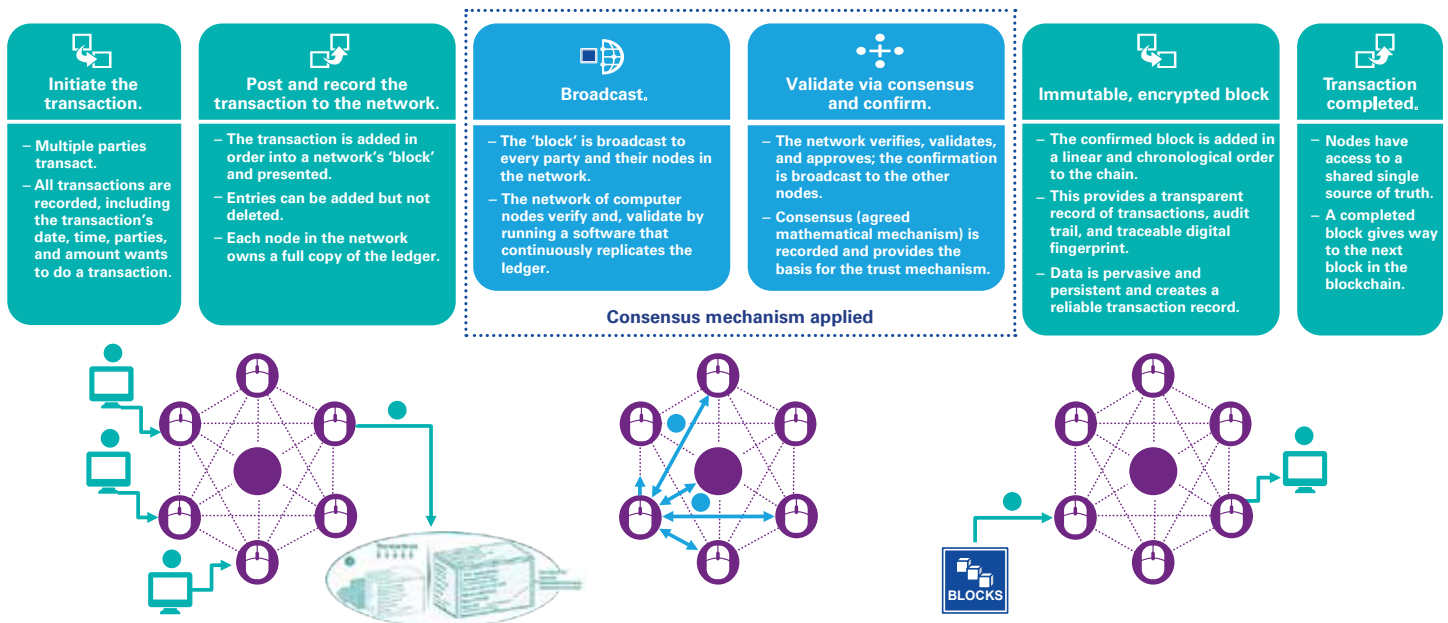 Initiate the
transaction.
– Multiple parties
transact.
– All transactions are
recorded, including
the transaction's
date, time, parties,
and amount wants
to do a transaction.
Post and record the
transaction to the network.
– The transaction is added in
order into a network's 'block'
and presented.
– Entries can be added but not
deleted.
– Each node in the network
owns a full copy of the ledger.
Broadcast.
– The 'block' is broadcast to
every party and their nodes in
the network.
– The network of computer
nodes verify and, validate by
running a software that
continuously replicates the
ledger.
Validate via consensus
and confirm.
– The network verifies, validates,
and approves; the confirmation
is broadcast to the other
nodes.
– Consensus (agreed
mathematical mechanism) is
recorded and provides the
basis for the trust mechanism.
Consensus mechanism applied
Immutable, encrypted block
– The confirmed block is added in
a linear and chronological order
to the chain.
– This provides a transparent
record of transactions, audit
trail, and traceable digital
fingerprint.
– Data is pervasive and
persistent and creates a
reliable transaction record.
Transaction
completed.
– Nodes have
access to a
shared single
source of truth.
– A completed
block gives way
to the next
block in the
blockchain.
BLOCKS